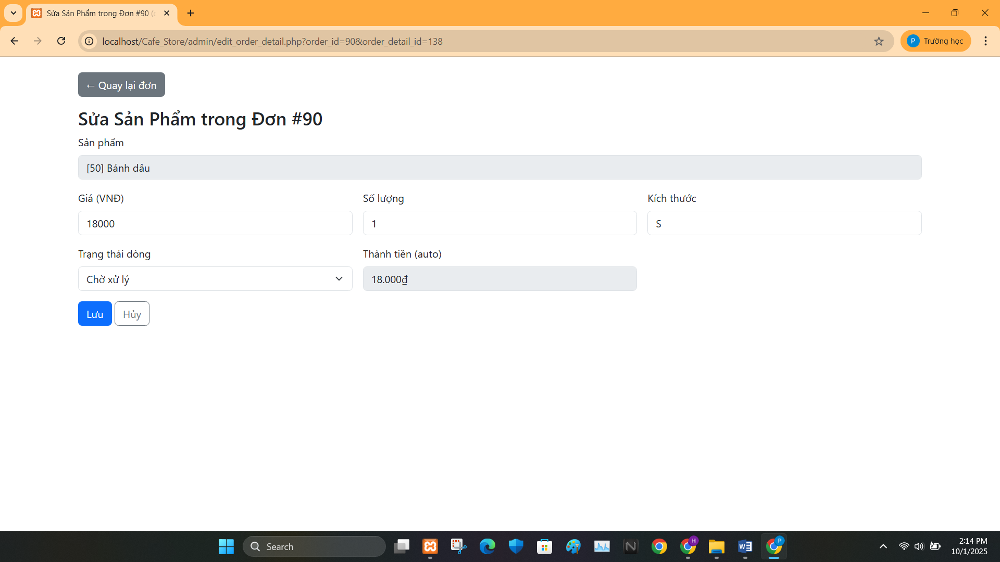 Sửa Sản Phẩm trong Đơn #90
localhost/Cafe_Store/admin/edit_order_detail.php?order_id=90&order_detail_id=138
P Trường học
← Quay lại đơn
Sửa Sản Phẩm trong Đơn #90
Sản phẩm
[50] Bánh dâu
Giá (VNĐ) Số lượng Kích thước
18000 1 S
Trạng thái dòng Thành tiền (auto)
Chờ xử lý 18.000₫
Lưu Hủy
Search
H
P
2:14 PM
10/1/2025